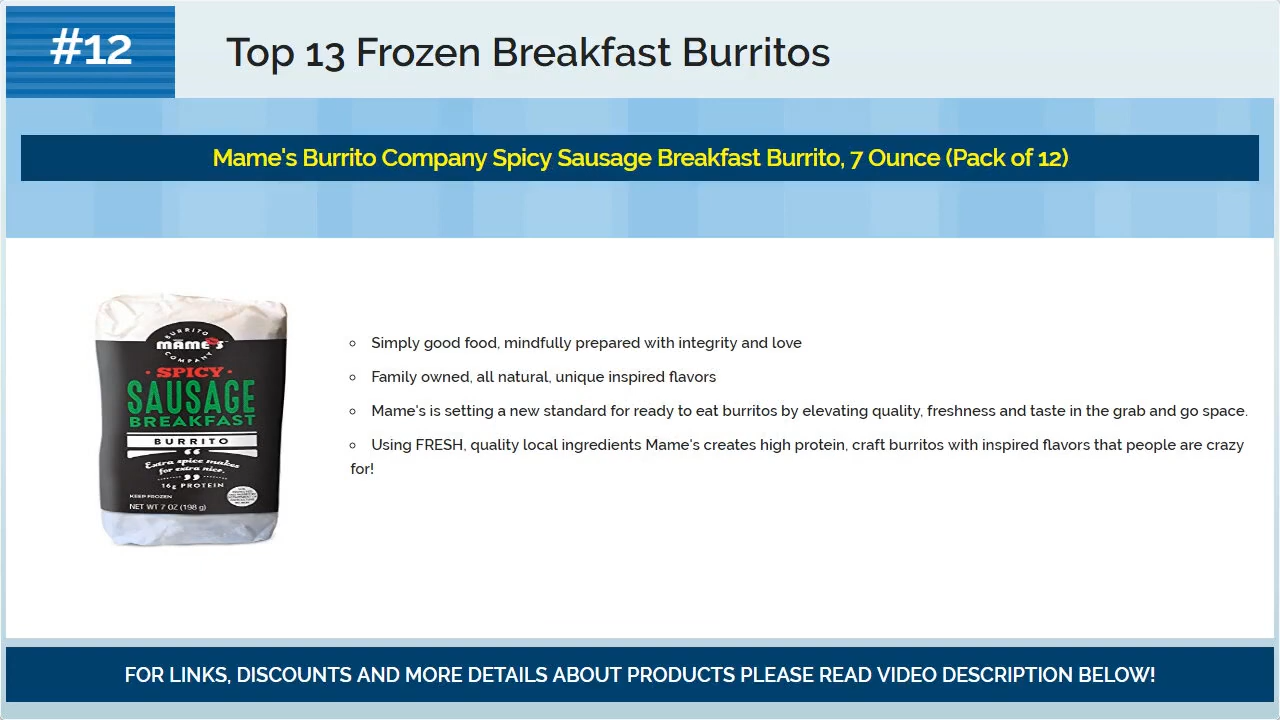 #12
Top 13 Frozen Breakfast Burritos
Mame's Burrito Company Spicy Sausage Breakfast Burrito, 7 Ounce (Pack of 12)
BURRITO
MAME'S
COMPANY
• SPICY •
SAUSAGE
BREAKFAST
BURRITO
“
Extra spice makes
for extra nice.
”
16g PROTEIN
KEEP FROZEN
NET WT 7 OZ (198 g)
Simply good food, mindfully prepared with integrity and love
Family owned, all natural, unique inspired flavors
Mame's is setting a new standard for ready to eat burritos by elevating quality, freshness and taste in the grab and go space.
Using FRESH, quality local ingredients Mame's creates high protein, craft burritos with inspired flavors that people are crazy
for!
FOR LINKS, DISCOUNTS AND MORE DETAILS ABOUT PRODUCTS PLEASE READ VIDEO DESCRIPTION BELOW!